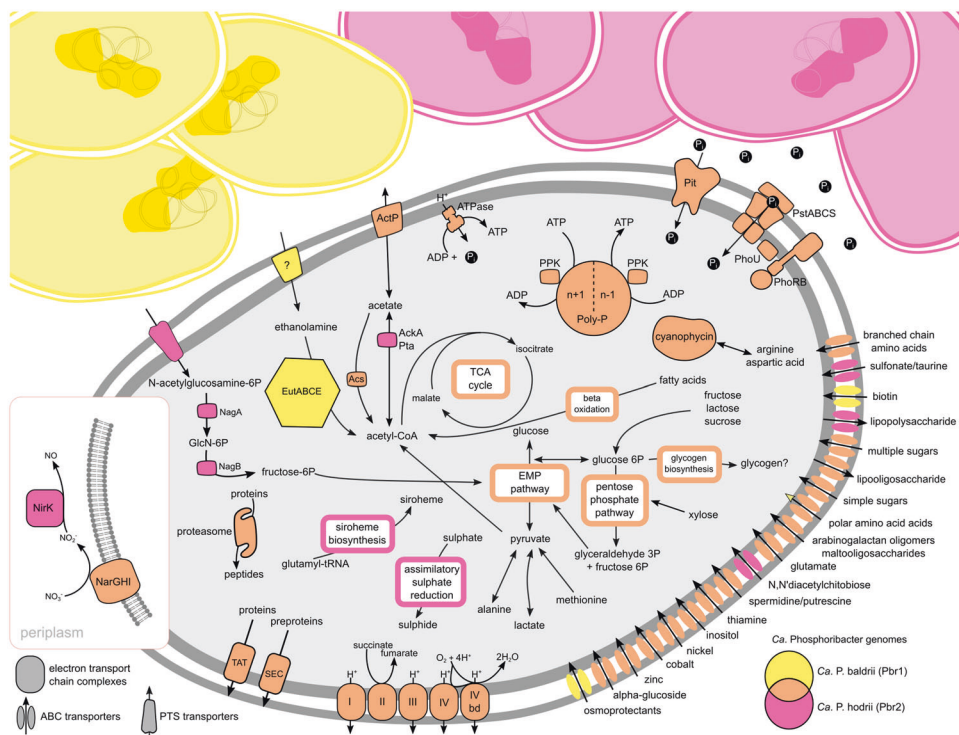 Pi
Pi
Pi
Pi
Pi
Pi
Pi
Pi
Pit
PstABCS
PhoU
PhoRB
H+
ATPase
ATP
ADP + Pi
ActP
?
ATP
ATP
PPK
PPK
n+1
n-1
Poly-P
ADP
ADP
acetate
AckA
Pta
Acs
ethanolamine
EutABCE
acetyl-CoA
isocitrate
TCA
cycle
malate
cyanophycin
arginine
aspartic acid
N-acetylglucosamine-6P
NagA
GlcN-6P
NagB
fructose-6P
beta
oxidation
fatty acids
fructose
lactose
sucrose
glucose
glucose 6P
glycogen
biosynthesis
glycogen?
EMP
pathway
pentose
phosphate
pathway
xylose
glyceraldehyde 3P
+ fructose 6P
pyruvate
alanine
lactate
methionine
proteins
proteasome
peptides
siroheme
siroheme
biosynthesis
glutamyl-tRNA
sulphate
assimilatory
sulphate
reduction
sulphide
NO
NirK
NO2-
NarGHI
NO3-
periplasm
proteins
preproteins
TAT
SEC
succinate
fumarate
O2 + 4H+
2H2O
H+
H+
H+
H+
I
II
III
IV
IV
bd
branched chain
amino acids
sulfonate/taurine
biotin
lipopolysaccharide
multiple sugars
lipooligosaccharide
simple sugars
polar amino acid acids
arabinogalactan oligomers
maltooligosaccharides
glutamate
N,N'diacetylchitobiose
spermidine/putrescine
thiamine
inositol
nickel
cobalt
zinc
alpha-glucoside
osmoprotectants
electron transport
chain complexes
ABC transporters
PTS transporters
Ca. Phosphoribacter genomes
Ca. P. baldrii (Pbr1)
Ca. P. hodrii (Pbr2)